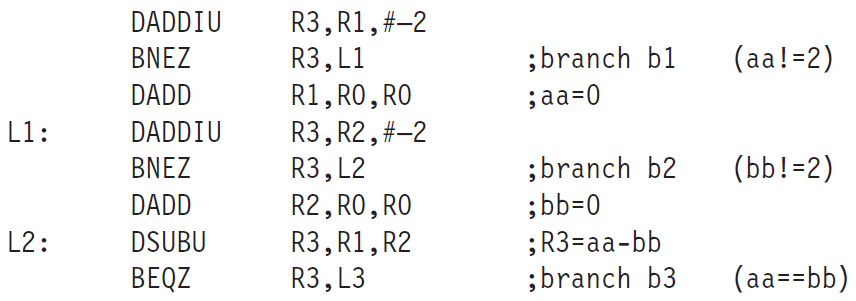 DADDIU R3,R1,#–2
BNEZ R3,L1 ;branch b1 (aa!=2)
DADD R1,R0,R0 ;aa=0
L1: DADDIU R3,R2,#–2
BNEZ R3,L2 ;branch b2 (bb!=2)
DADD R2,R0,R0 ;bb=0
L2: DSUBU R3,R1,R2 ;R3=aa-bb
BEQZ R3,L3 ;branch b3 (aa==bb)